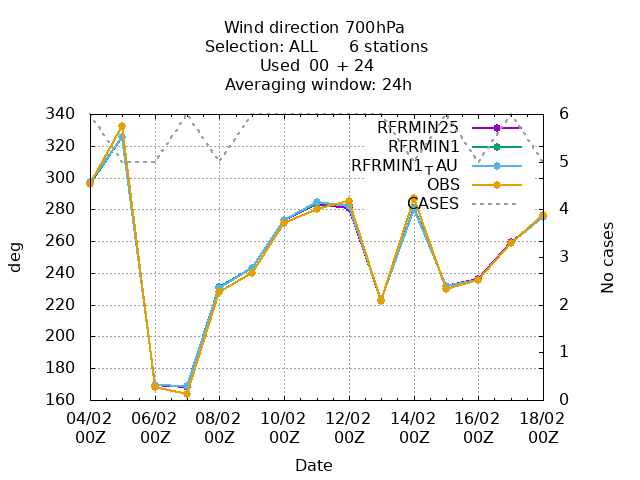 Wind direction 700hPa
Selection: ALL 6 stations
Used 00 + 24
Averaging window: 24h
340
320
300
280
260
240
220
200
180
160
6
5
4
3
2
1
0
RFRMIN25
RFRMIN1
RFRMIN1_TAU
OBS
CASES
deg
No cases
04/02 06/02 08/02 10/02 12/02 14/02 16/02 18/02
00Z 00Z 00Z 00Z 00Z 00Z 00Z 00Z
Date